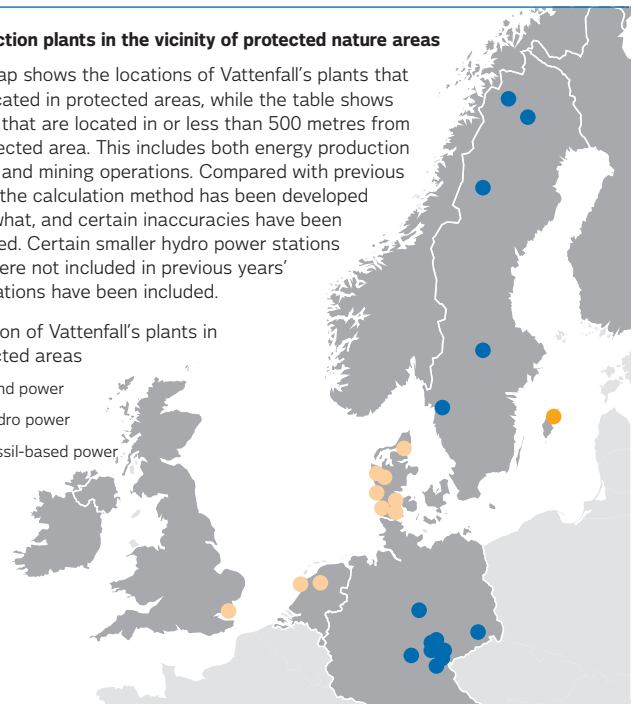 ction plants in the vicinity of protected nature areas
ap shows the locations of Vattenfall’s plants that
cated in protected areas, while the table shows
that are located in or less than 500 metres from
ected area. This includes both energy production
and mining operations. Compared with previous
the calculation method has been developed
what, and certain inaccuracies have been
ed. Certain smaller hydro power stations
ere not included in previous years’
ations have been included.
on of Vattenfall’s plants in
cted areas
nd power
dro power
ssil-based power